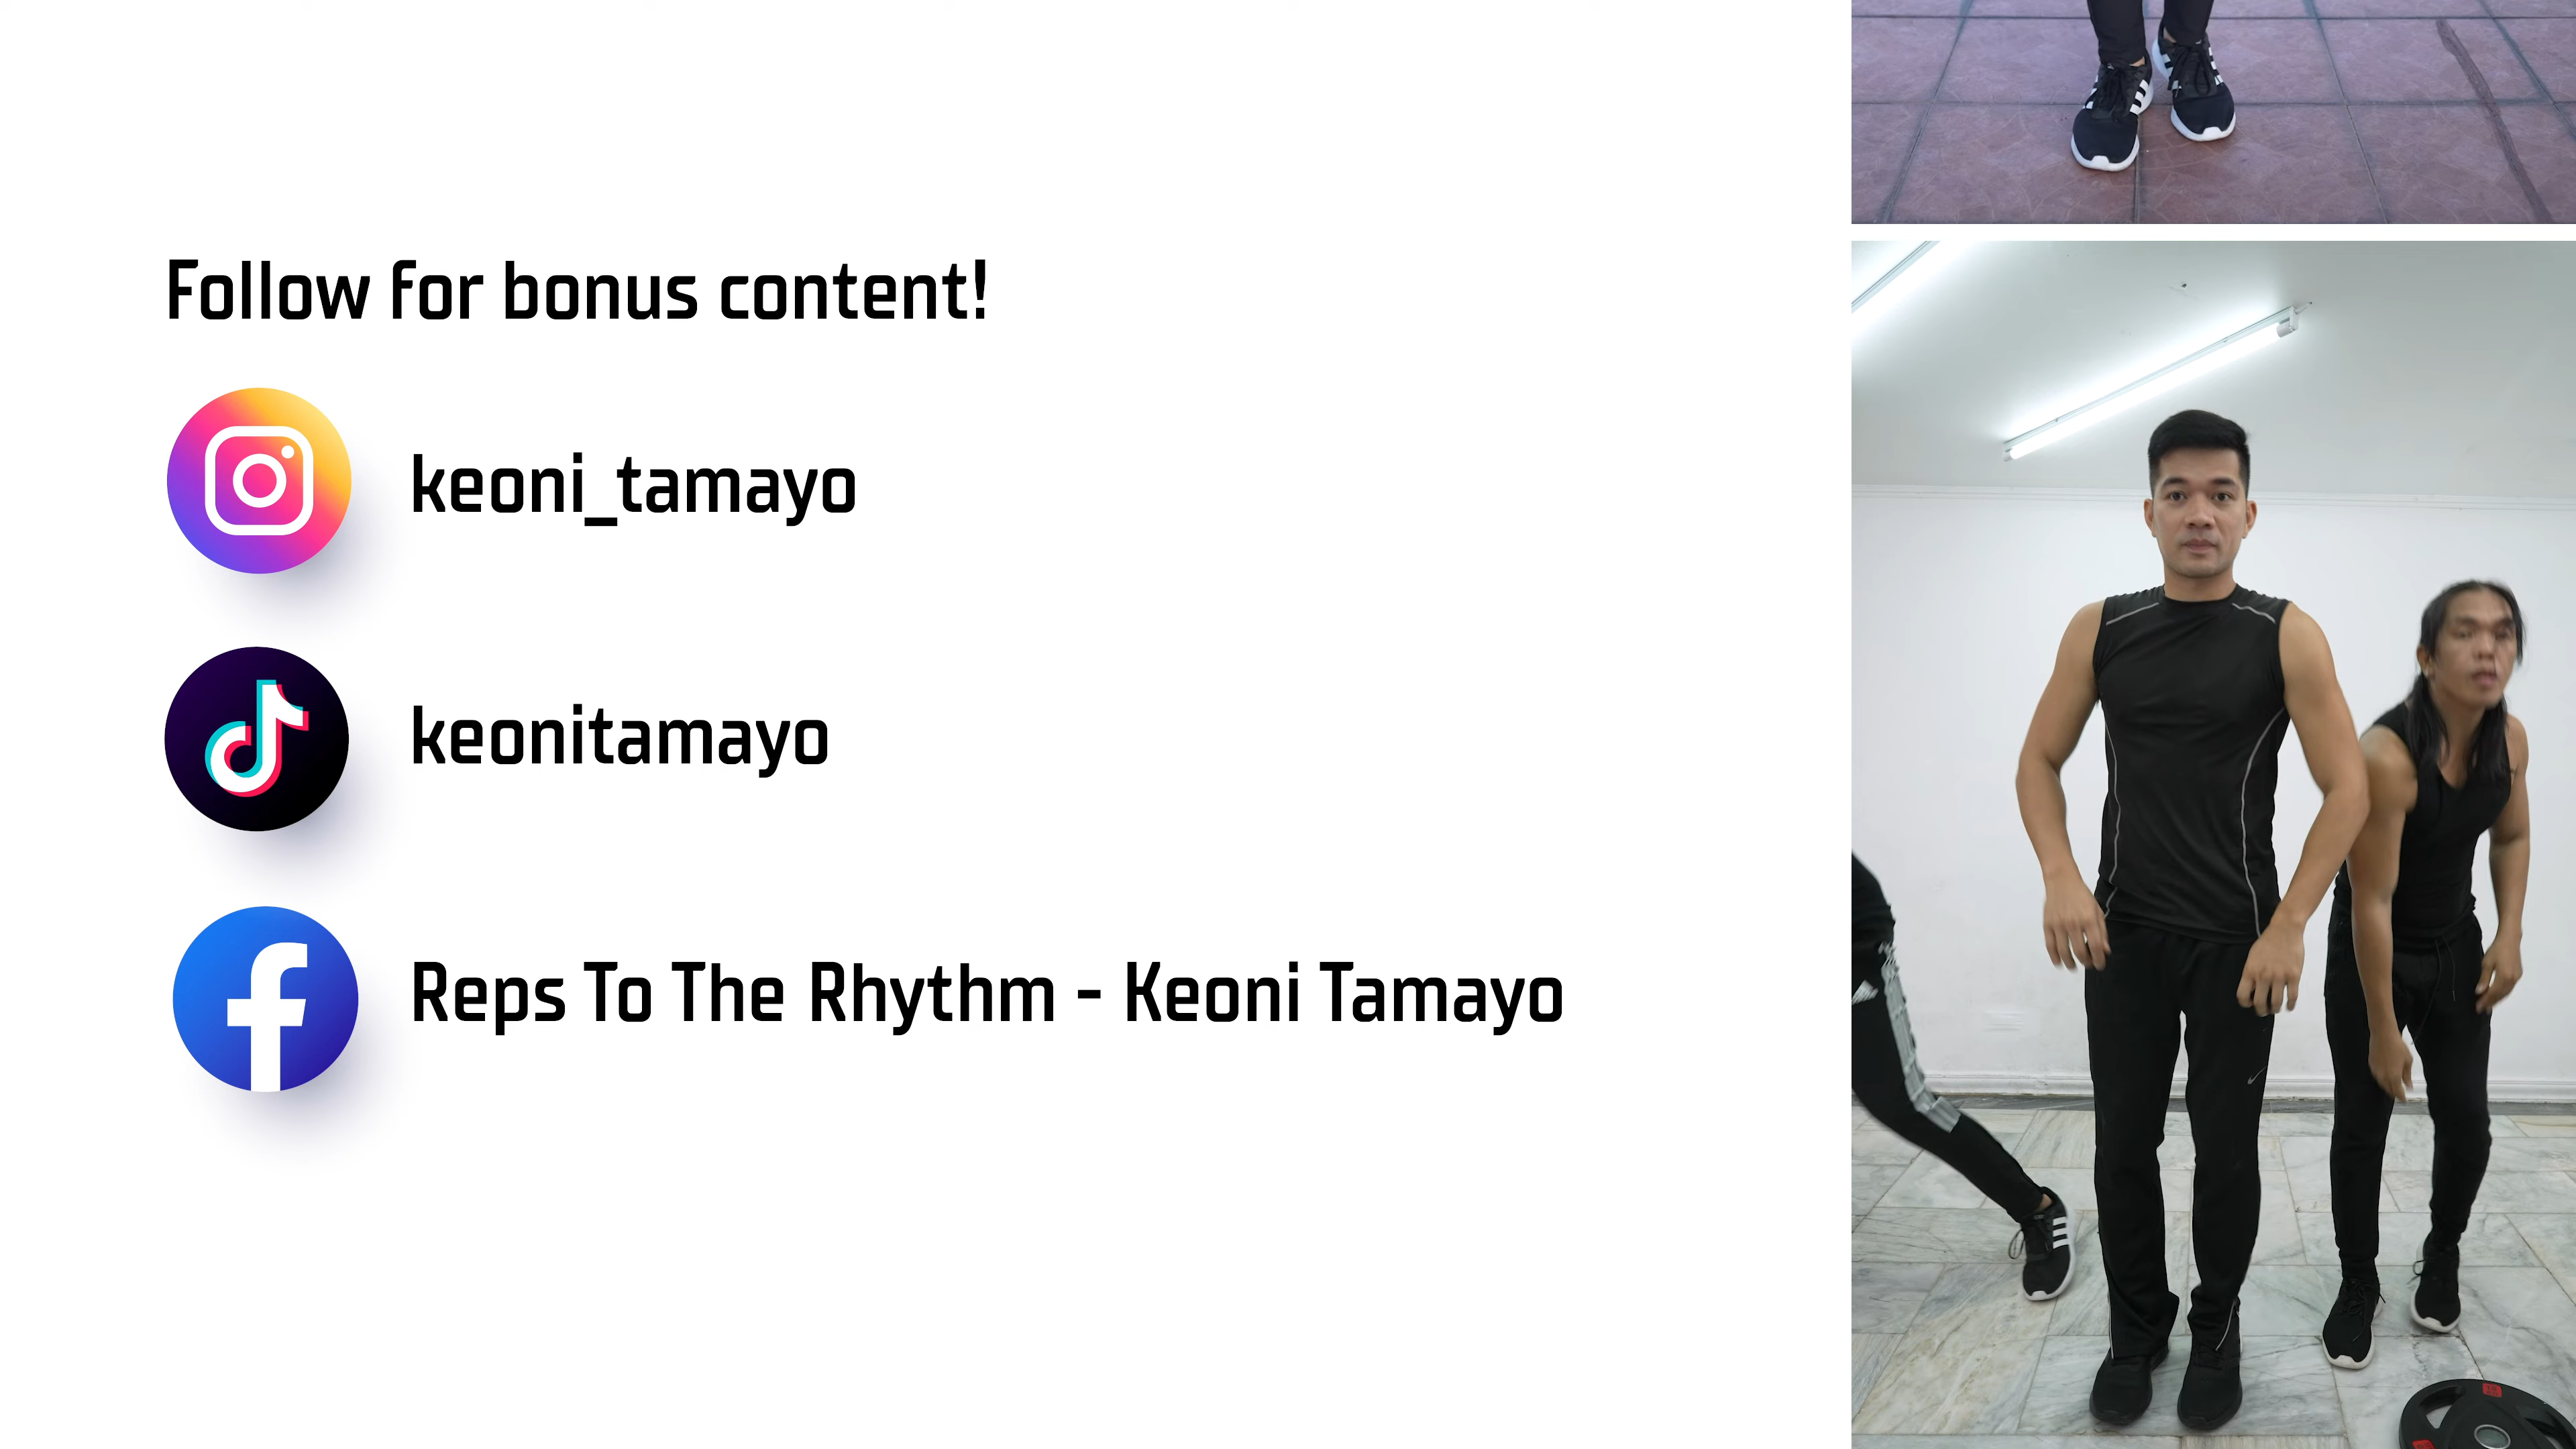 Follow for bonus content!
keoni_tamayo
keonitamayo
Reps To The Rhythm - Keoni Tamayo